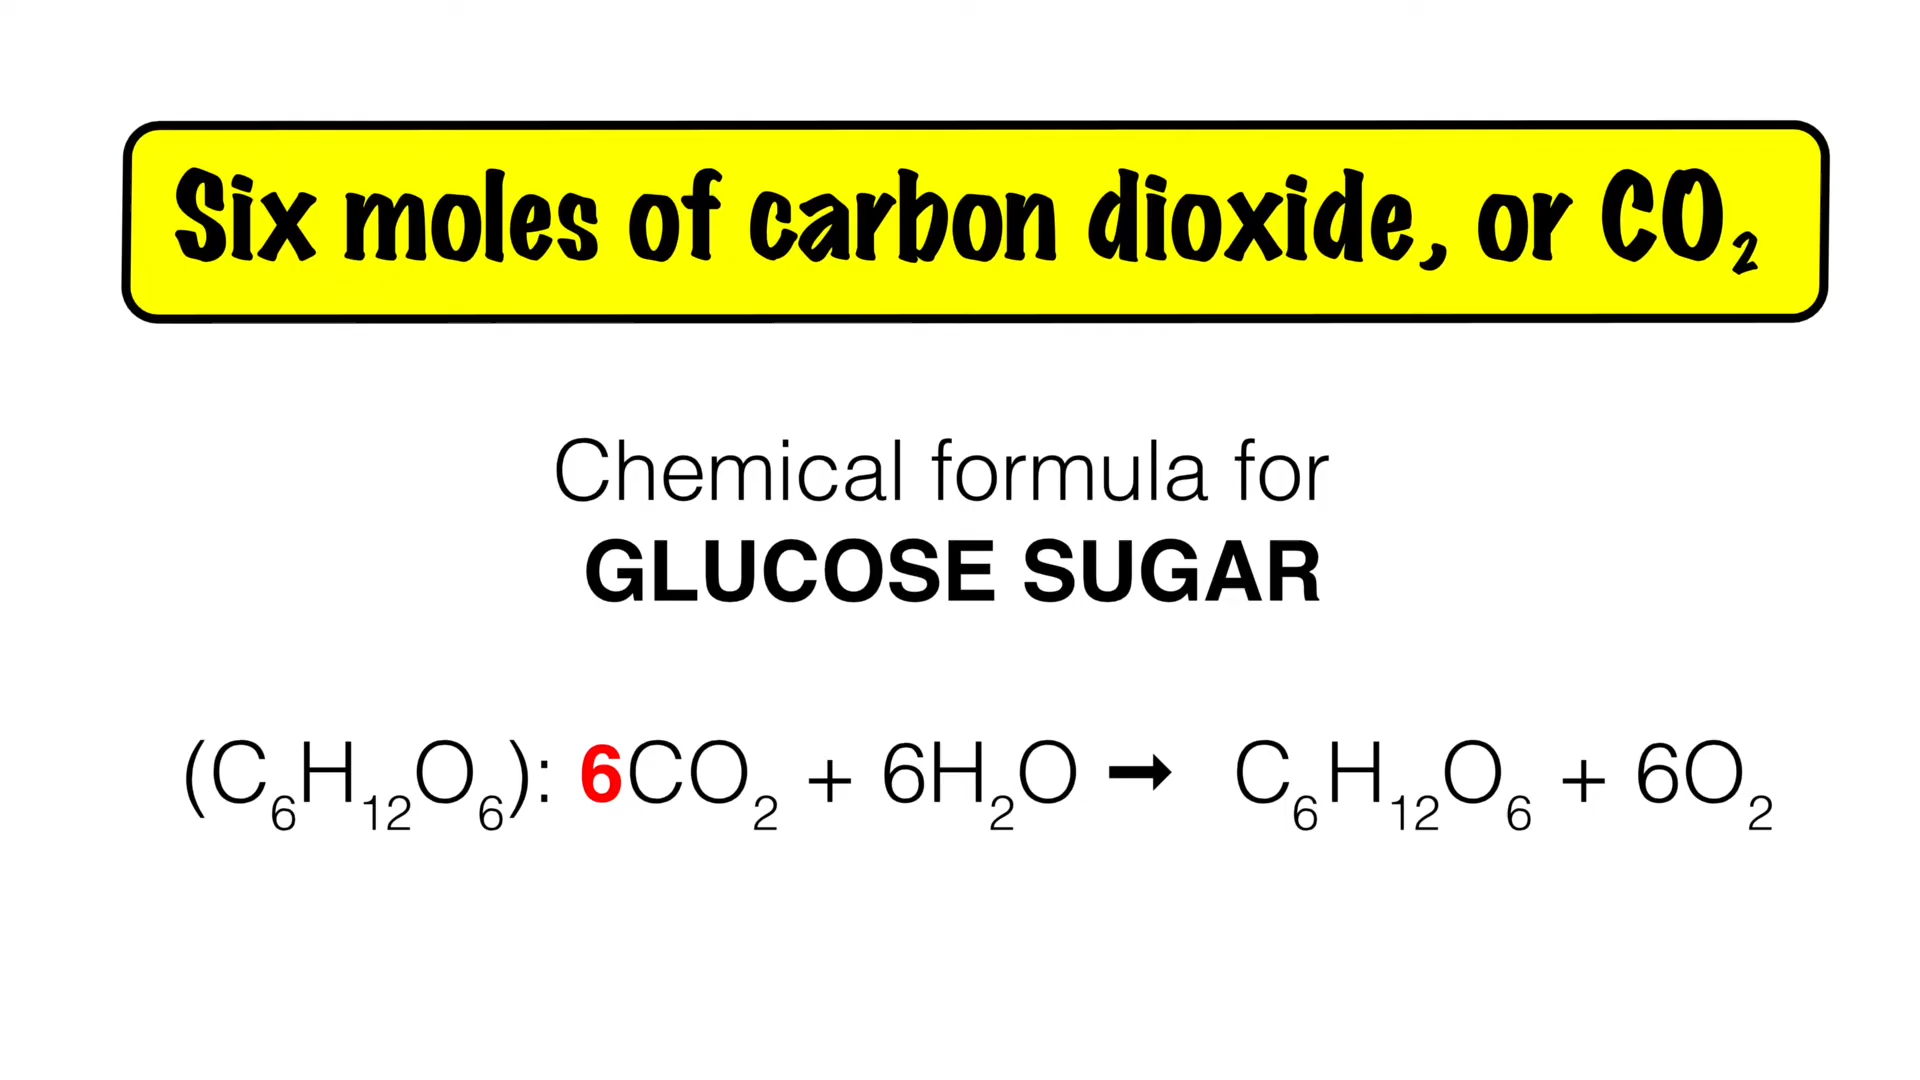 Six moles of carbon dioxide, or CO₂
Chemical formula for
GLUCOSE SUGAR
(C₆H₁₂O₆): 6CO₂ + 6H₂O ➞ C₆H₁₂O₆ + 6O₂